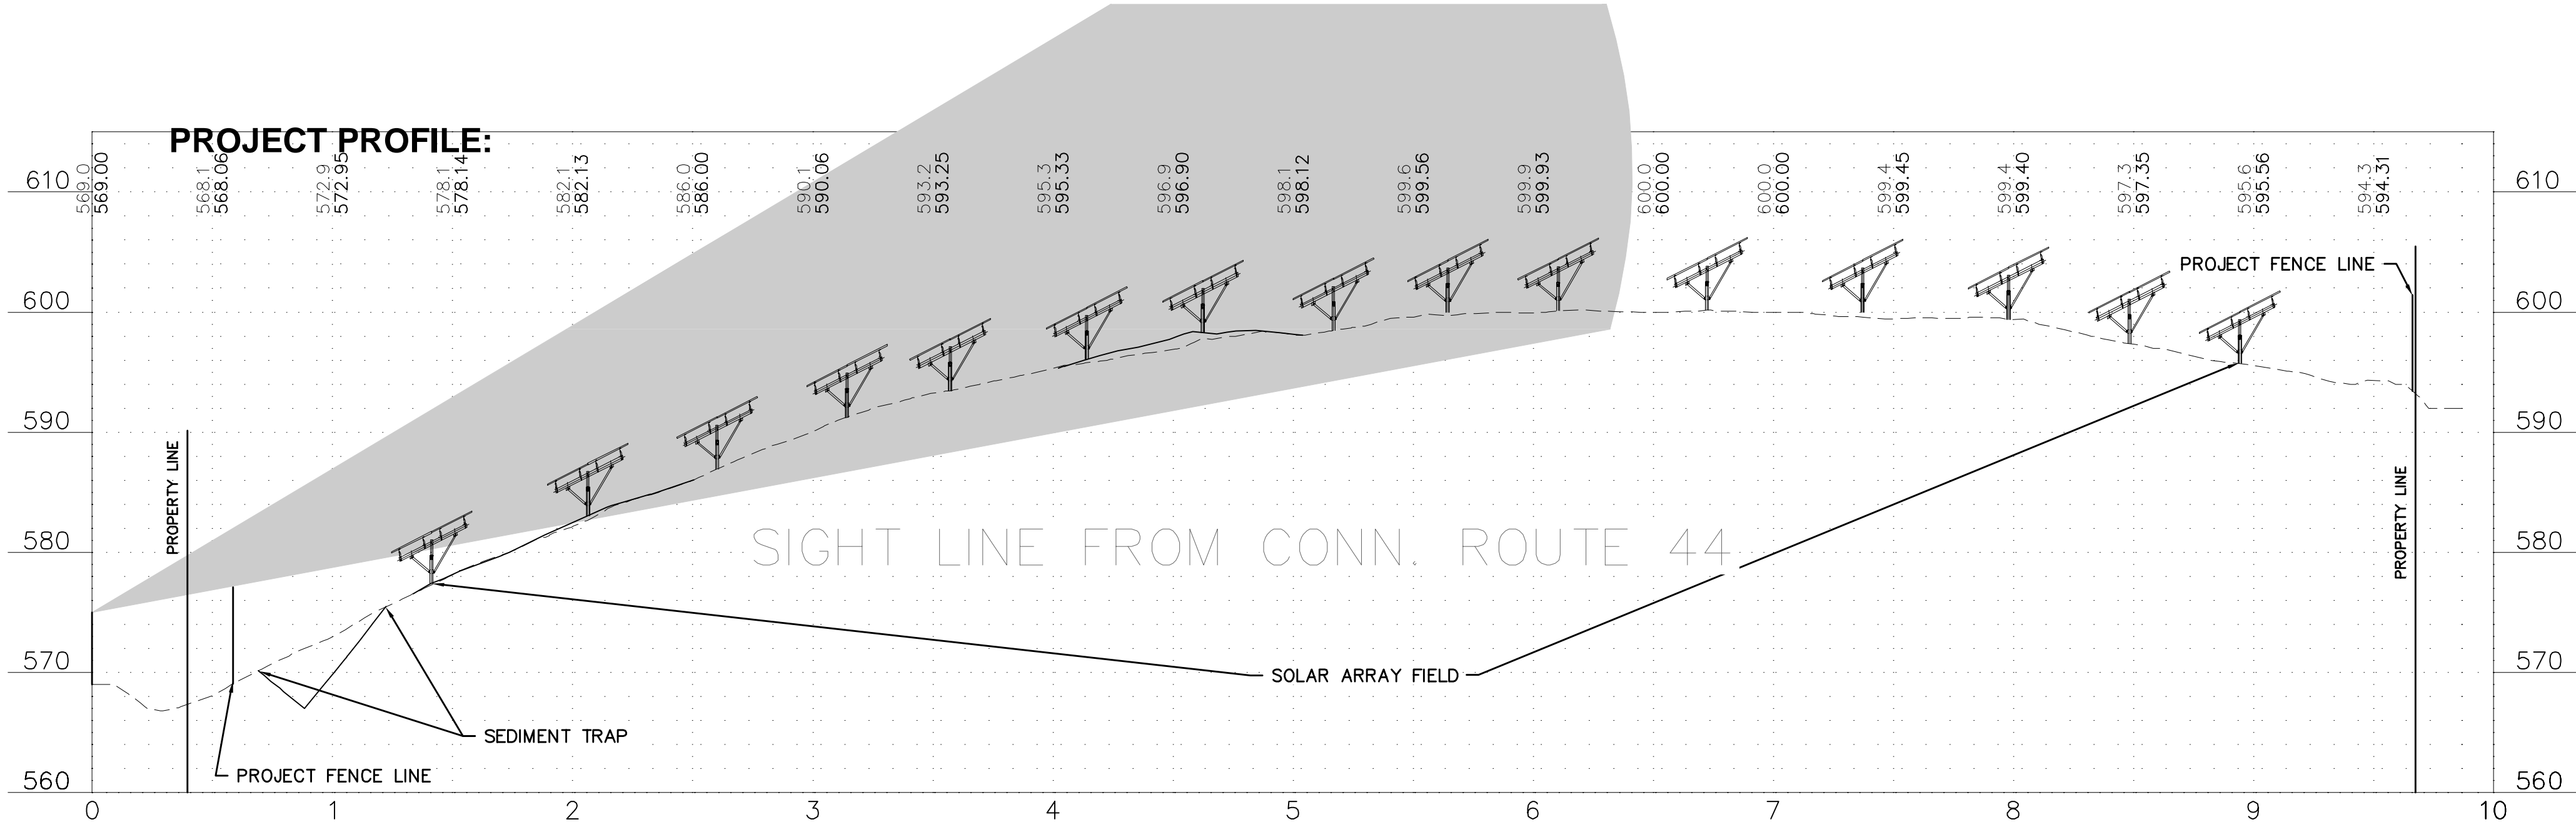 PROJECT PROFILE:
569.0 569.00
568.1 568.06
572.9 572.95
578.1 578.14
582.1 582.13
586.0 586.00
590.1 590.06
593.2 593.25
595.3 595.33
596.9 596.90
598.1 598.12
599.6 599.56
599.9 599.93
600.0 600.00
600.0 600.00
599.4 599.45
599.4 599.40
597.3 597.35
595.6 595.56
594.3 594.31
610 610
PROJECT FENCE LINE
600 600
590 590
PROPERTY LINE
PROPERTY LINE
SIGHT LINE FROM CONN. ROUTE 44
580 580
570 570
SOLAR ARRAY FIELD
SEDIMENT TRAP
PROJECT FENCE LINE
560 560
0 1 2 3 4 5 6 7 8 9 10